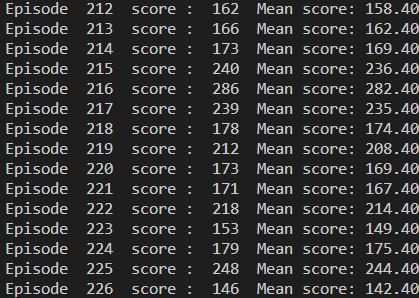 Episode  212  score :  162  Mean score: 158.40
Episode  213  score :  166  Mean score: 162.40
Episode  214  score :  173  Mean score: 169.40
Episode  215  score :  240  Mean score: 236.40
Episode  216  score :  286  Mean score: 282.40
Episode  217  score :  239  Mean score: 235.40
Episode  218  score :  178  Mean score: 174.40
Episode  219  score :  212  Mean score: 208.40
Episode  220  score :  173  Mean score: 169.40
Episode  221  score :  171  Mean score: 167.40
Episode  222  score :  218  Mean score: 214.40
Episode  223  score :  153  Mean score: 149.40
Episode  224  score :  179  Mean score: 175.40
Episode  225  score :  248  Mean score: 244.40
Episode  226  score :  146  Mean score: 142.40